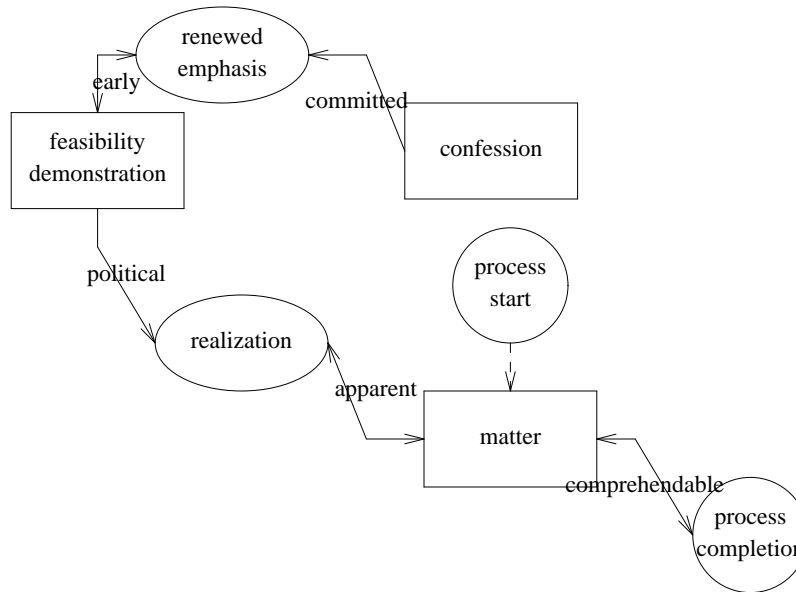 renewed
emphasis
early
committed
feasibility
demonstration
confession
political
process
start
realization
apparent
matter
comprehendable
process
completion